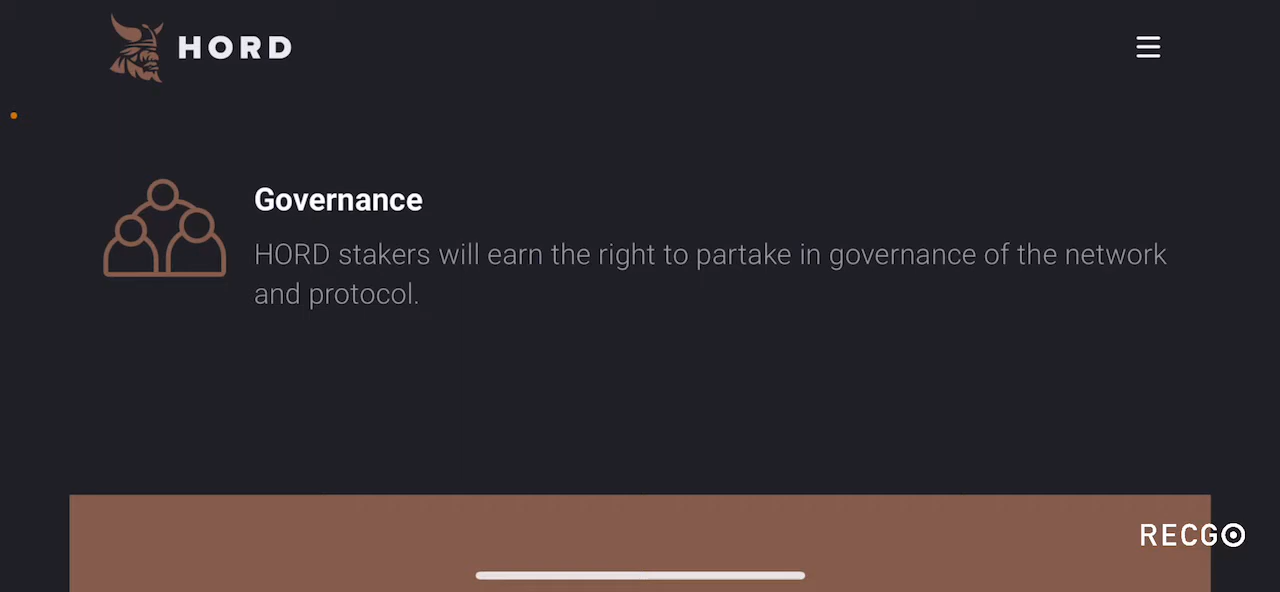 HORD
Governance
HORD stakers will earn the right to partake in governance of the network
and protocol.
RECGO